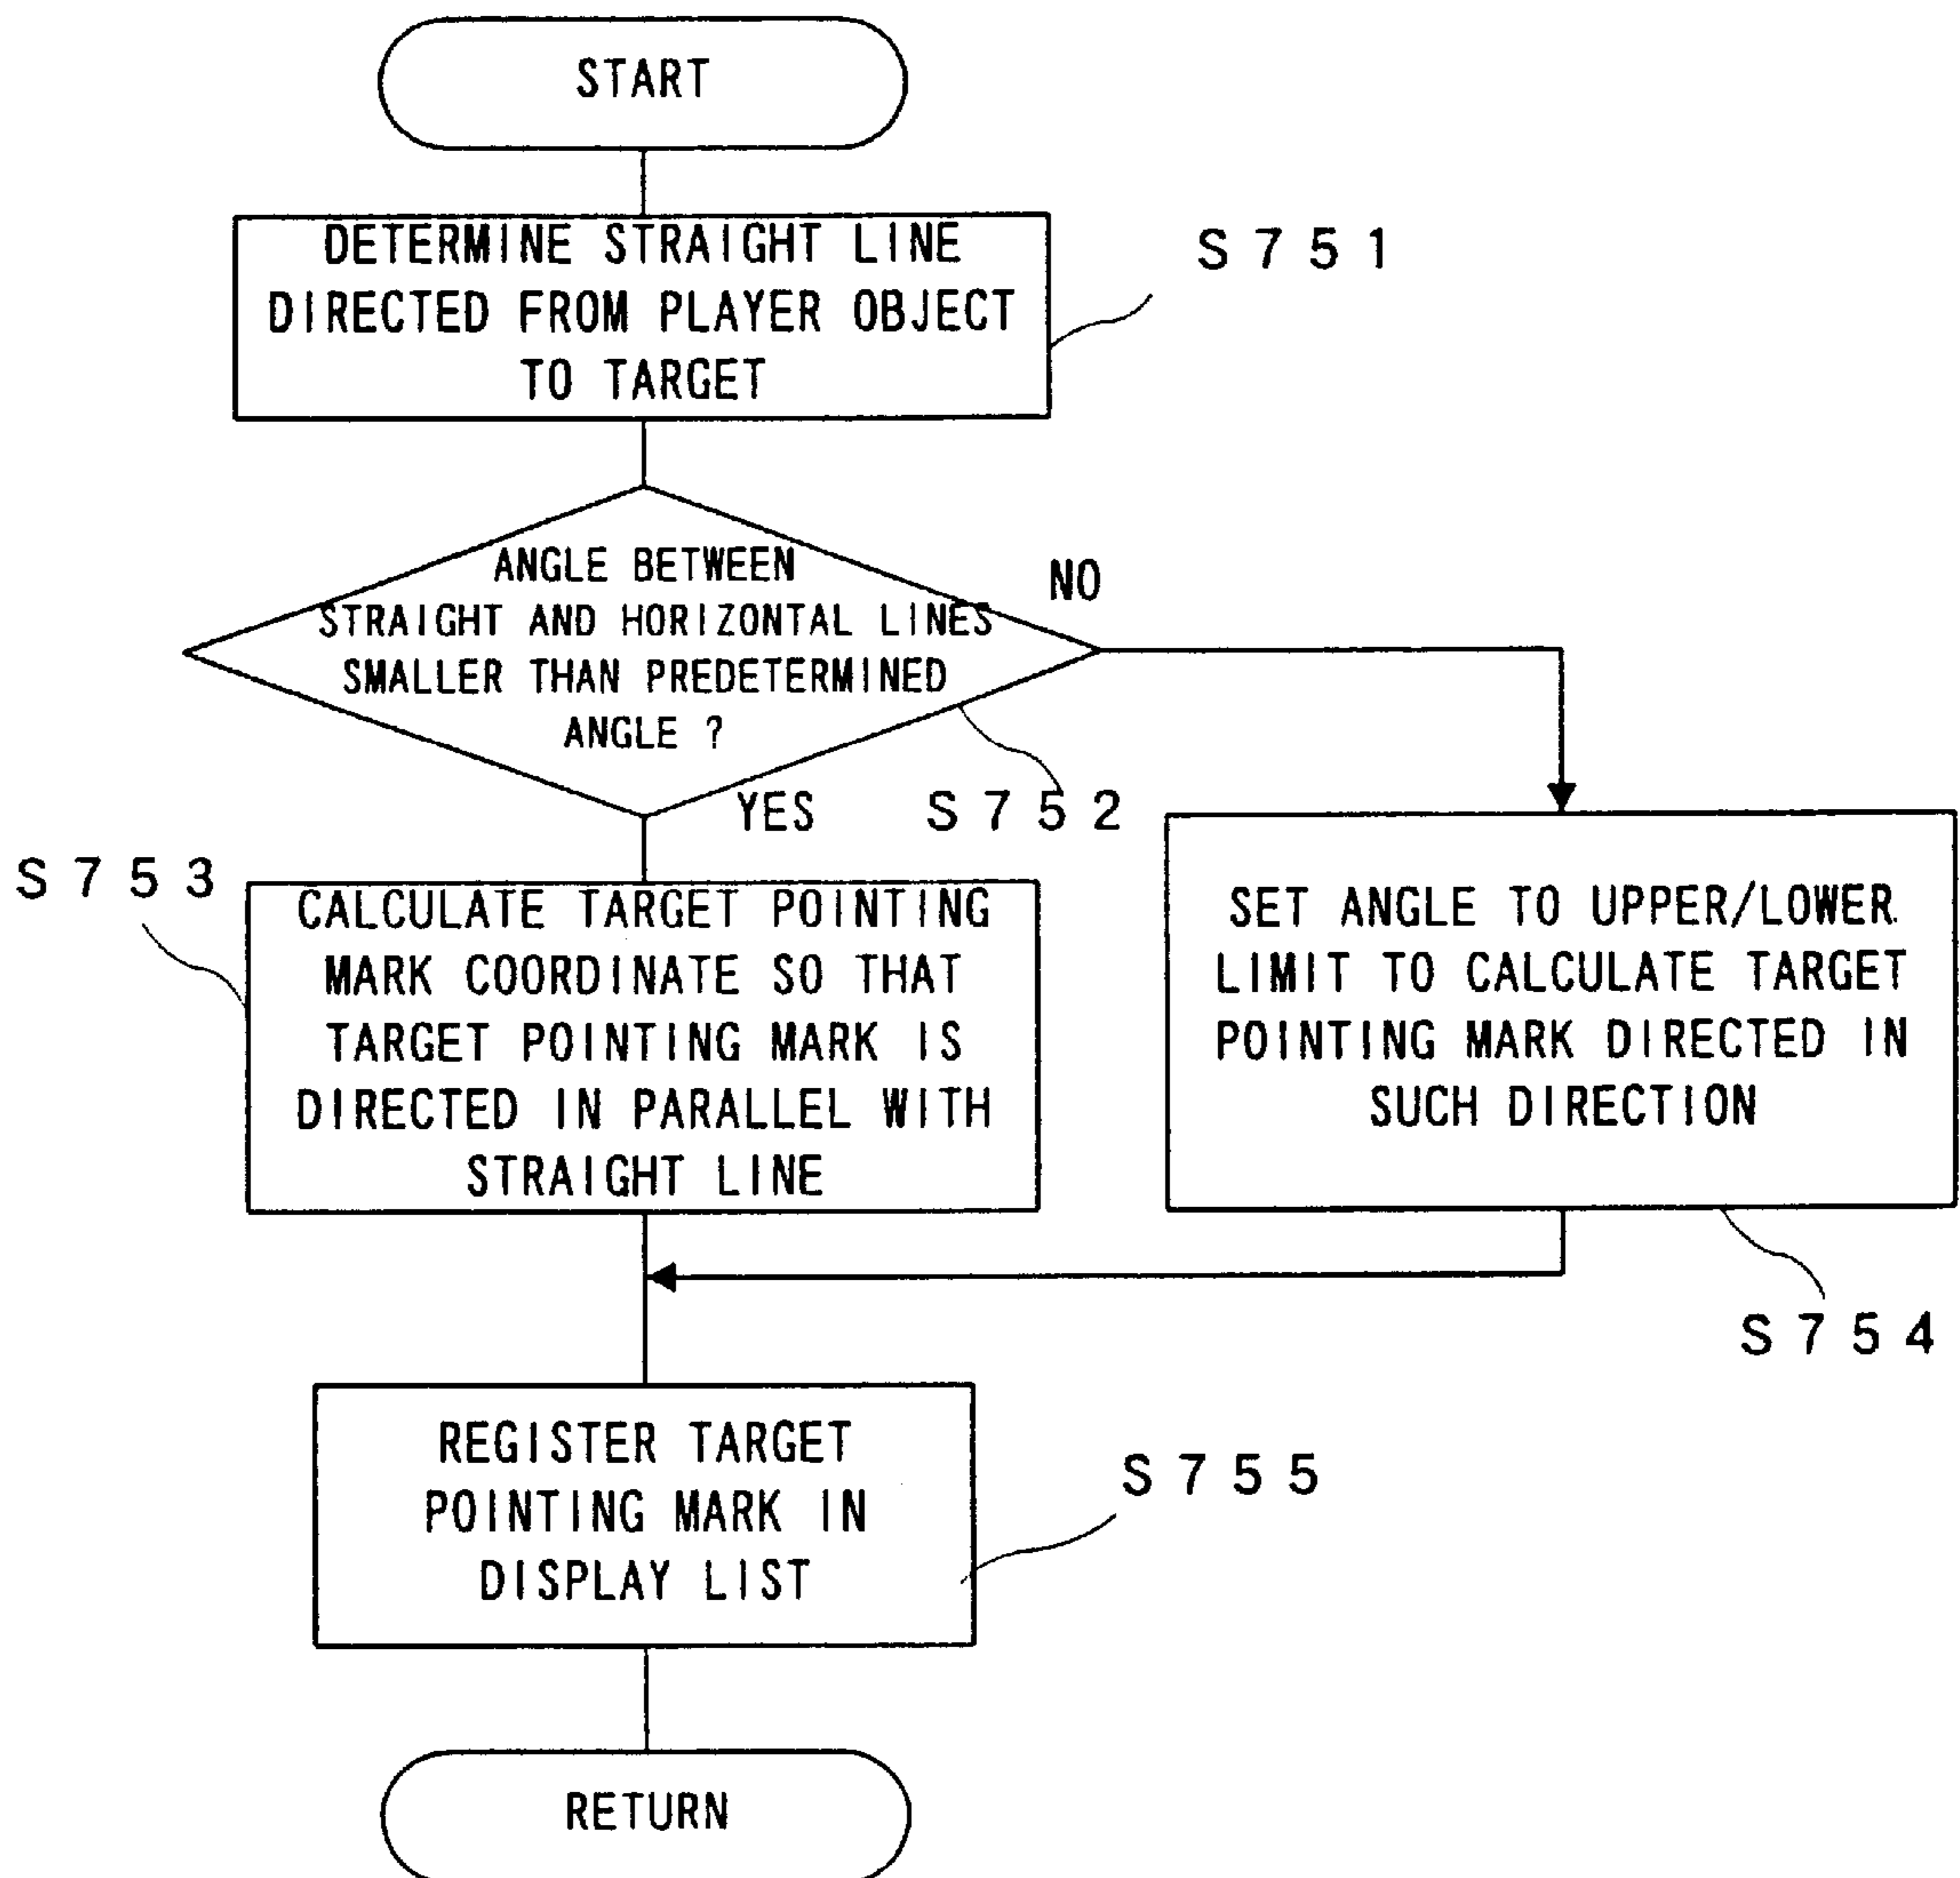 START
DETERMINE STRAIGHT LINE
DIRECTED FROM PLAYER OBJECT
TO TARGET
S751
ANGLE BETWEEN
STRAIGHT AND HORIZONTAL LINES
SMALLER THAN PREDETERMINED
ANGLE ?
NO
YES
S752
S753
CALCULATE TARGET POINTING
MARK COORDINATE SO THAT
TARGET POINTING MARK IS
DIRECTED IN PARALLEL WITH
STRAIGHT LINE
SET ANGLE TO UPPER/LOWER
LIMIT TO CALCULATE TARGET
POINTING MARK DIRECTED IN
SUCH DIRECTION
S754
REGISTER TARGET
POINTING MARK IN
DISPLAY LIST
S755
RETURN